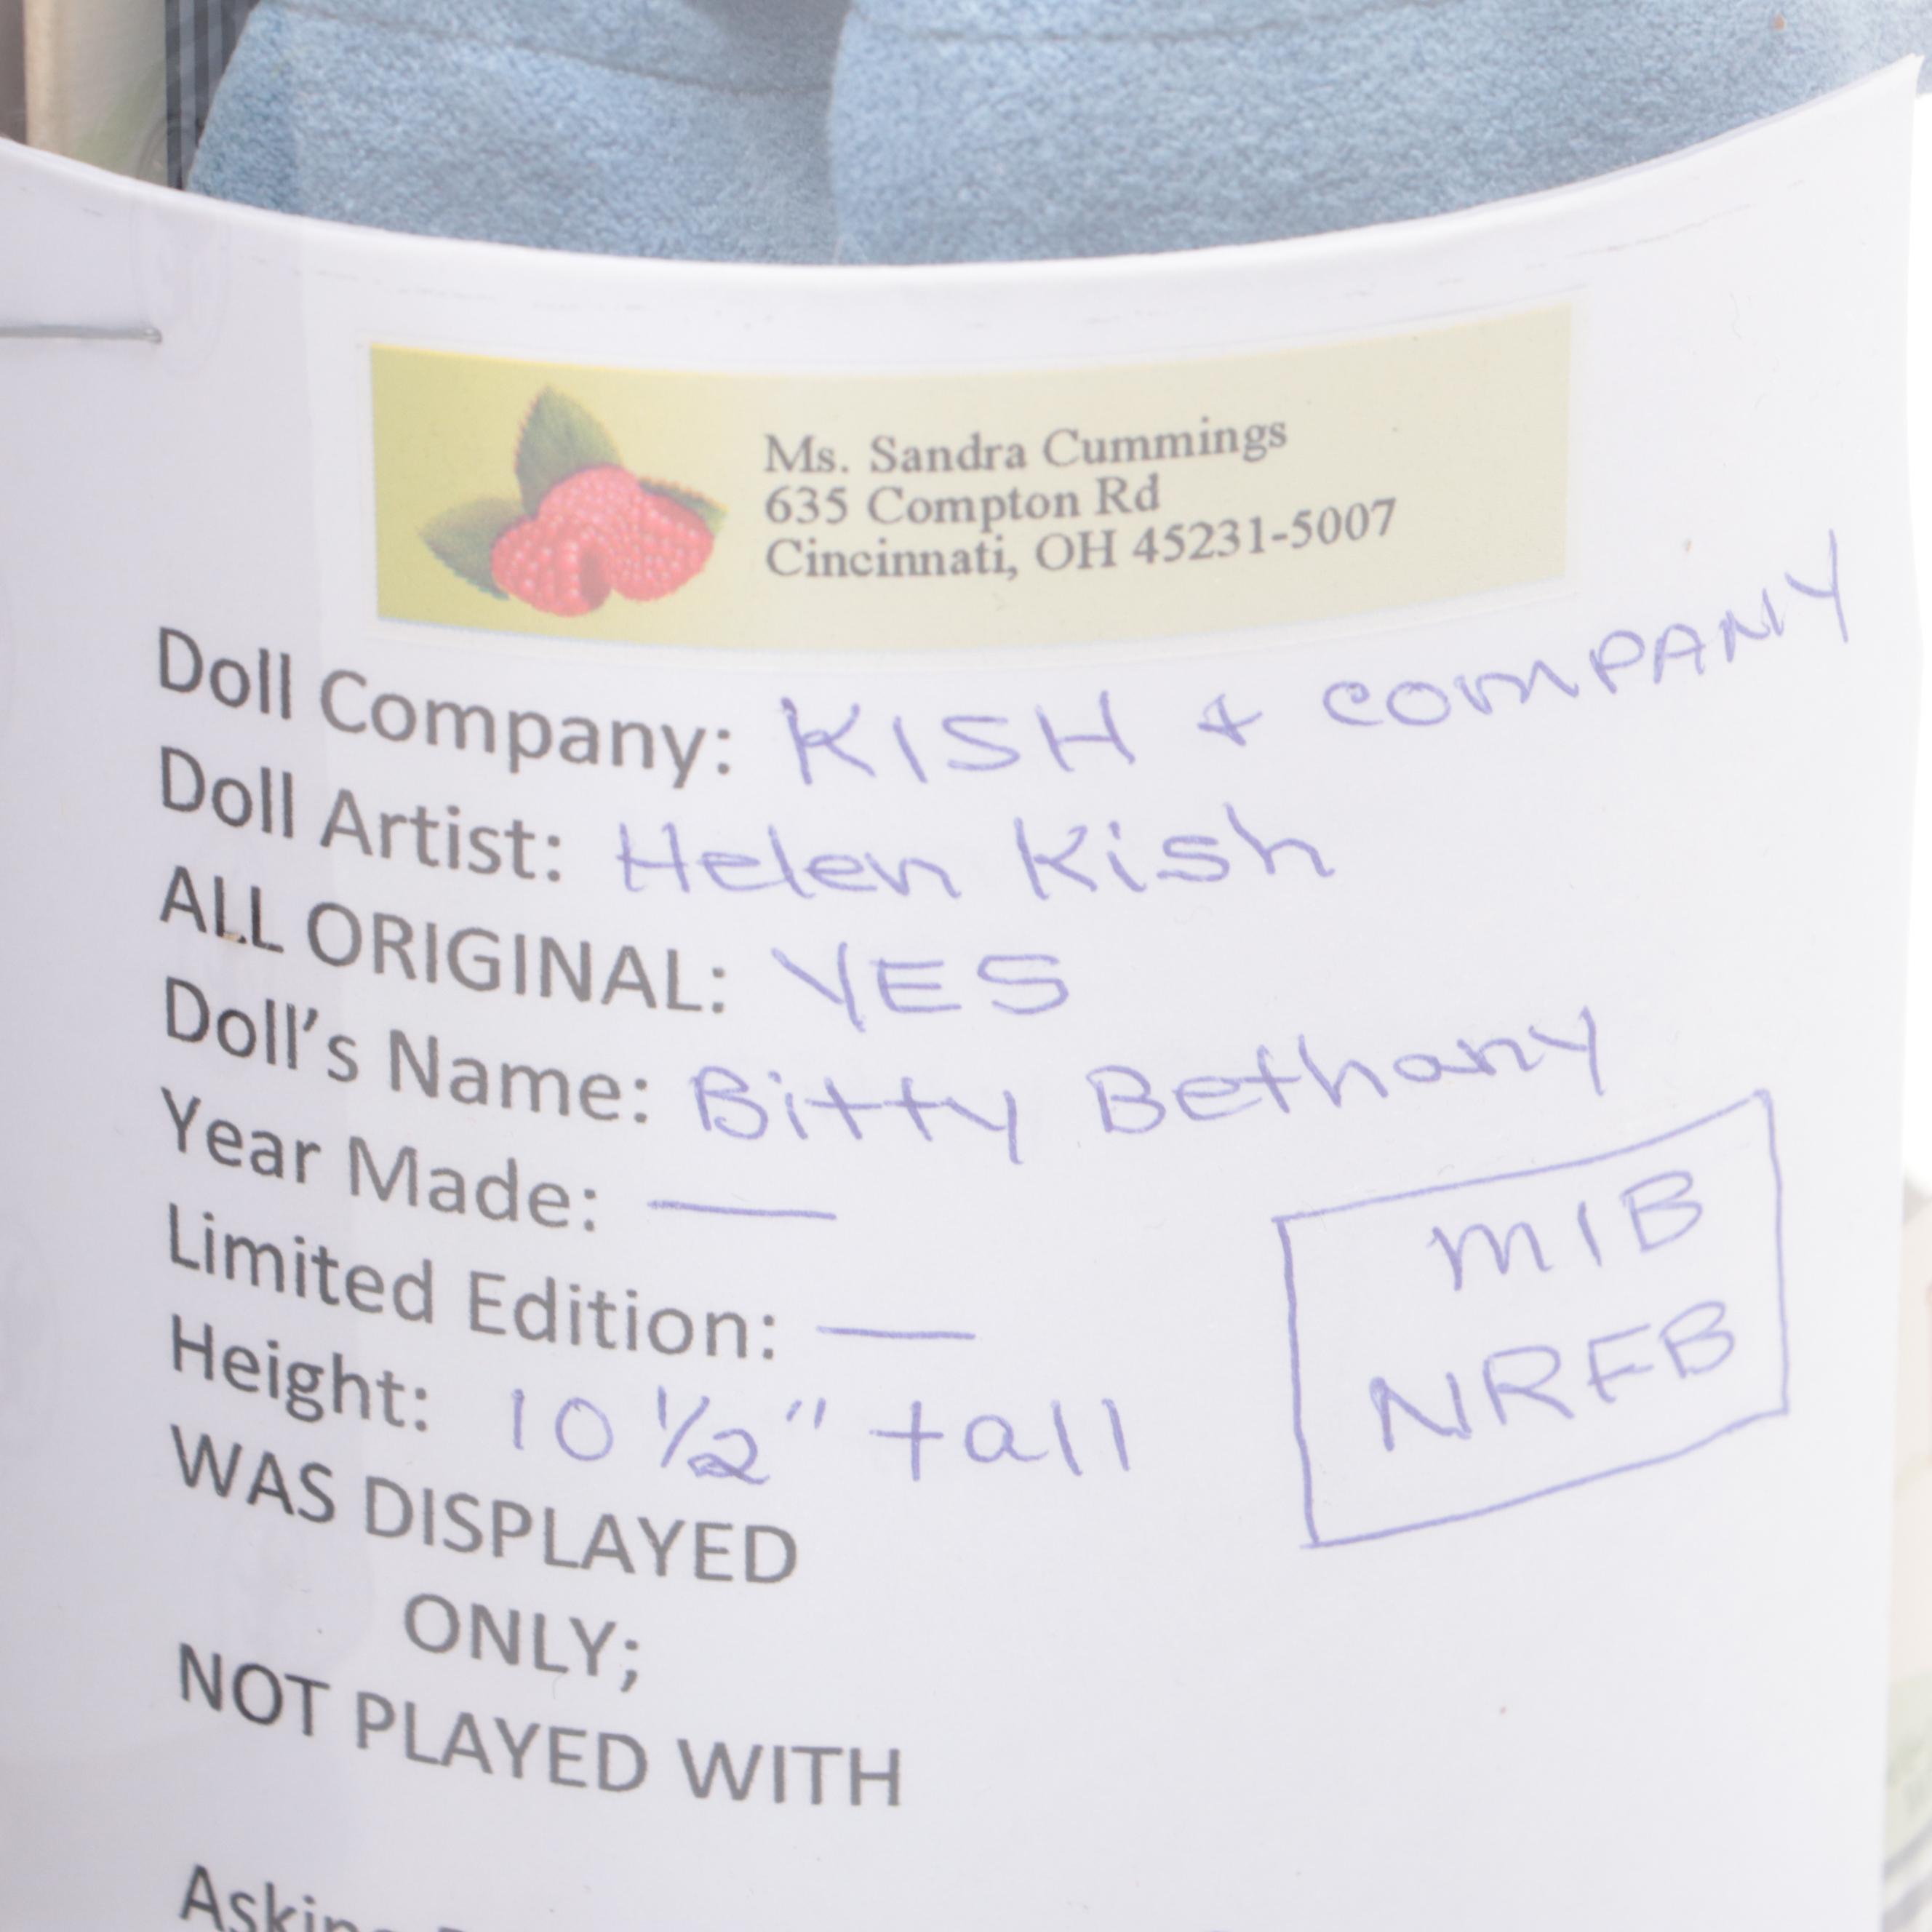 Ms. Sandra Cummings
635 Compton Rd
Cincinnati, OH 45231-5007
Doll Company: KISH + COMPANY
Doll Artist: Helen Kish
ALL ORIGINAL: YES
Doll's Name: Bitty Bethany
Year Made: —
Limited Edition: —
Height: 10 1/2" tall
MIB
NRFB
WAS DISPLAYED
ONLY;
NOT PLAYED WITH